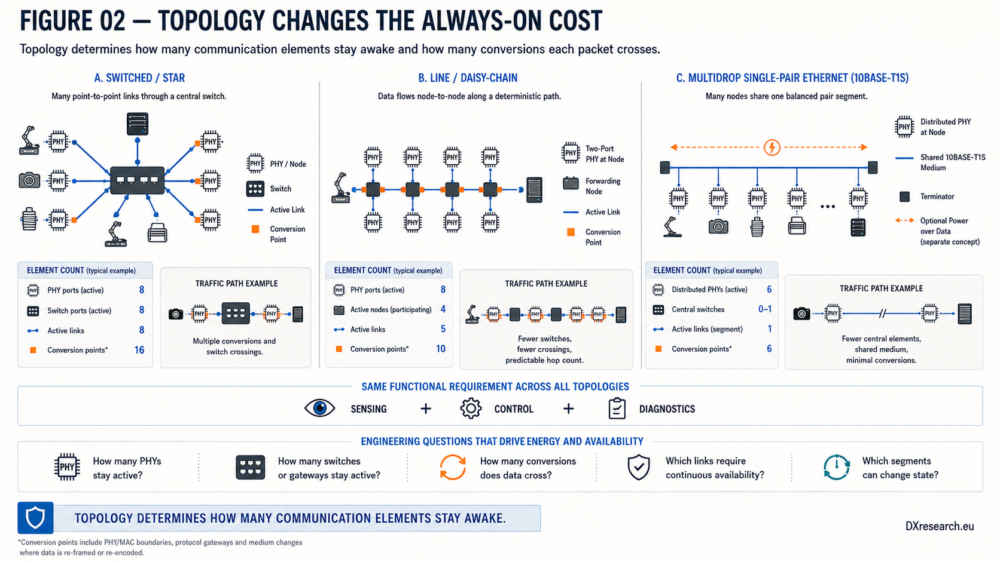 FIGURE 02 — TOPOLOGY CHANGES THE ALWAYS-ON COST
Topology determines how many communication elements stay awake and how many conversions each packet crosses.
A. SWITCHED / STAR
Many point-to-point links through a central switch.
PHY
PHY
PHY
PHY
PHY
PHY
PHY
PHY / Node
Switch
Active Link
Conversion
Point
ELEMENT COUNT (typical example)
PHY ports (active) 8
Switch ports (active) 8
Active links 8
Conversion points* 16
TRAFFIC PATH EXAMPLE
PHY
PHY
Multiple conversions and
switch crossings.
B. LINE / DAISY-CHAIN
Data flows node-to-node along a deterministic path.
PHY
PHY
PHY
PHY
PHY
PHY
PHY
PHY
PHY
Two-Port
PHY at Node
Forwarding
Node
Active Link
Conversion
Point
ELEMENT COUNT (typical example)
PHY ports (active) 8
Active nodes (participating) 4
Active links 5
Conversion points* 10
TRAFFIC PATH EXAMPLE
PHY
PHY
PHY
PHY
Fewer switches,
fewer crossings,
predictable hop count.
C. MULTIDROP SINGLE-PAIR ETHERNET (10BASE-T1S)
Many nodes share one balanced pair segment.
PHY
PHY
PHY
PHY
PHY
...
PHY
Distributed PHY
at Node
Shared 10BASE-T1S
Medium
Terminator
Optional Power
over Data
(separate concept)
ELEMENT COUNT (typical example)
Distributed PHYs (active) 6
Central switches 0–1
Active links (segment) 1
Conversion points* 6
TRAFFIC PATH EXAMPLE
PHY
//
PHY
Fewer central elements,
shared medium,
minimal conversions.
SAME FUNCTIONAL REQUIREMENT ACROSS ALL TOPOLOGIES
SENSING + CONTROL + DIAGNOSTICS
ENGINEERING QUESTIONS THAT DRIVE ENERGY AND AVAILABILITY
PHY
How many PHYs
stay active?
How many switches
or gateways stay active?
How many conversions
does data cross?
Which links require
continuous availability?
Which segments
can change state?
TOPOLOGY DETERMINES HOW MANY COMMUNICATION ELEMENTS STAY AWAKE.
DXresearch.eu
*Conversion points include PHY/MAC boundaries, protocol gateways and medium changes
where data is re-framed or re-encoded.